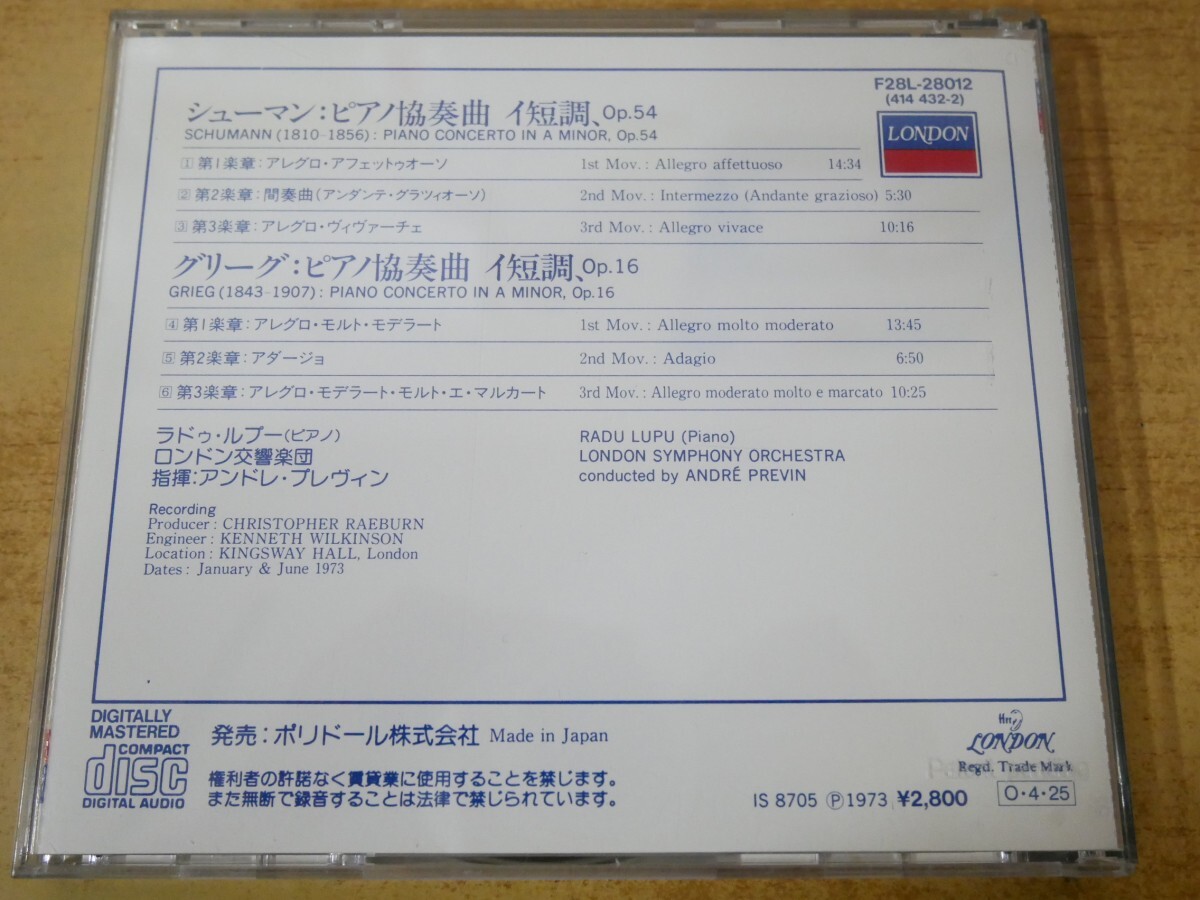 F28L-28012
(414 432-2)
LONDON
シューマン:ピアノ協奏曲 イ短調、Op.54
SCHUMANN (1810-1856): PIANO CONCERTO IN A MINOR, Op.54
1 第1楽章:アレグロ・アフェットゥオーソ 1st Mov.: Allegro affettuoso 14:34
2 第2楽章:間奏曲(アンダンテ・グラツィオーソ) 2nd Mov.: Intermezzo (Andante grazioso) 5:30
3 第3楽章:アレグロ・ヴィヴァーチェ 3rd Mov.: Allegro vivace 10:16
グリーグ:ピアノ協奏曲 イ短調、Op.16
GRIEG (1843-1907): PIANO CONCERTO IN A MINOR, Op.16
4 第1楽章:アレグロ・モルト・モデラート 1st Mov.: Allegro molto moderato 13:45
5 第2楽章:アダージョ 2nd Mov.: Adagio 6:50
6 第3楽章:アレグロ・モデラート・モルト・エ・マルカート 3rd Mov.: Allegro moderato molto e marcato 10:25
ラドゥ・ルプー(ピアノ)
ロンドン交響楽団
指揮:アンドレ・プレヴィン
RADU LUPU (Piano)
LONDON SYMPHONY ORCHESTRA
conducted by ANDRÉ PREVIN
Recording
Producer: CHRISTOPHER RAEBURN
Engineer: KENNETH WILKINSON
Location: KINGSWAY HALL, London
Dates: January & June 1973
DIGITALLY
MASTERED
COMPACT
disc
DIGITAL AUDIO
発売:ポリドール株式会社 Made in Japan
権利者の許諾なく賃貸業に使用することを禁じます。
また無断で録音することは法律で禁じられています。
LONDON
Regd. Trade Mark
IS 8705 Ⓟ1973 ¥2,800 O・4・25